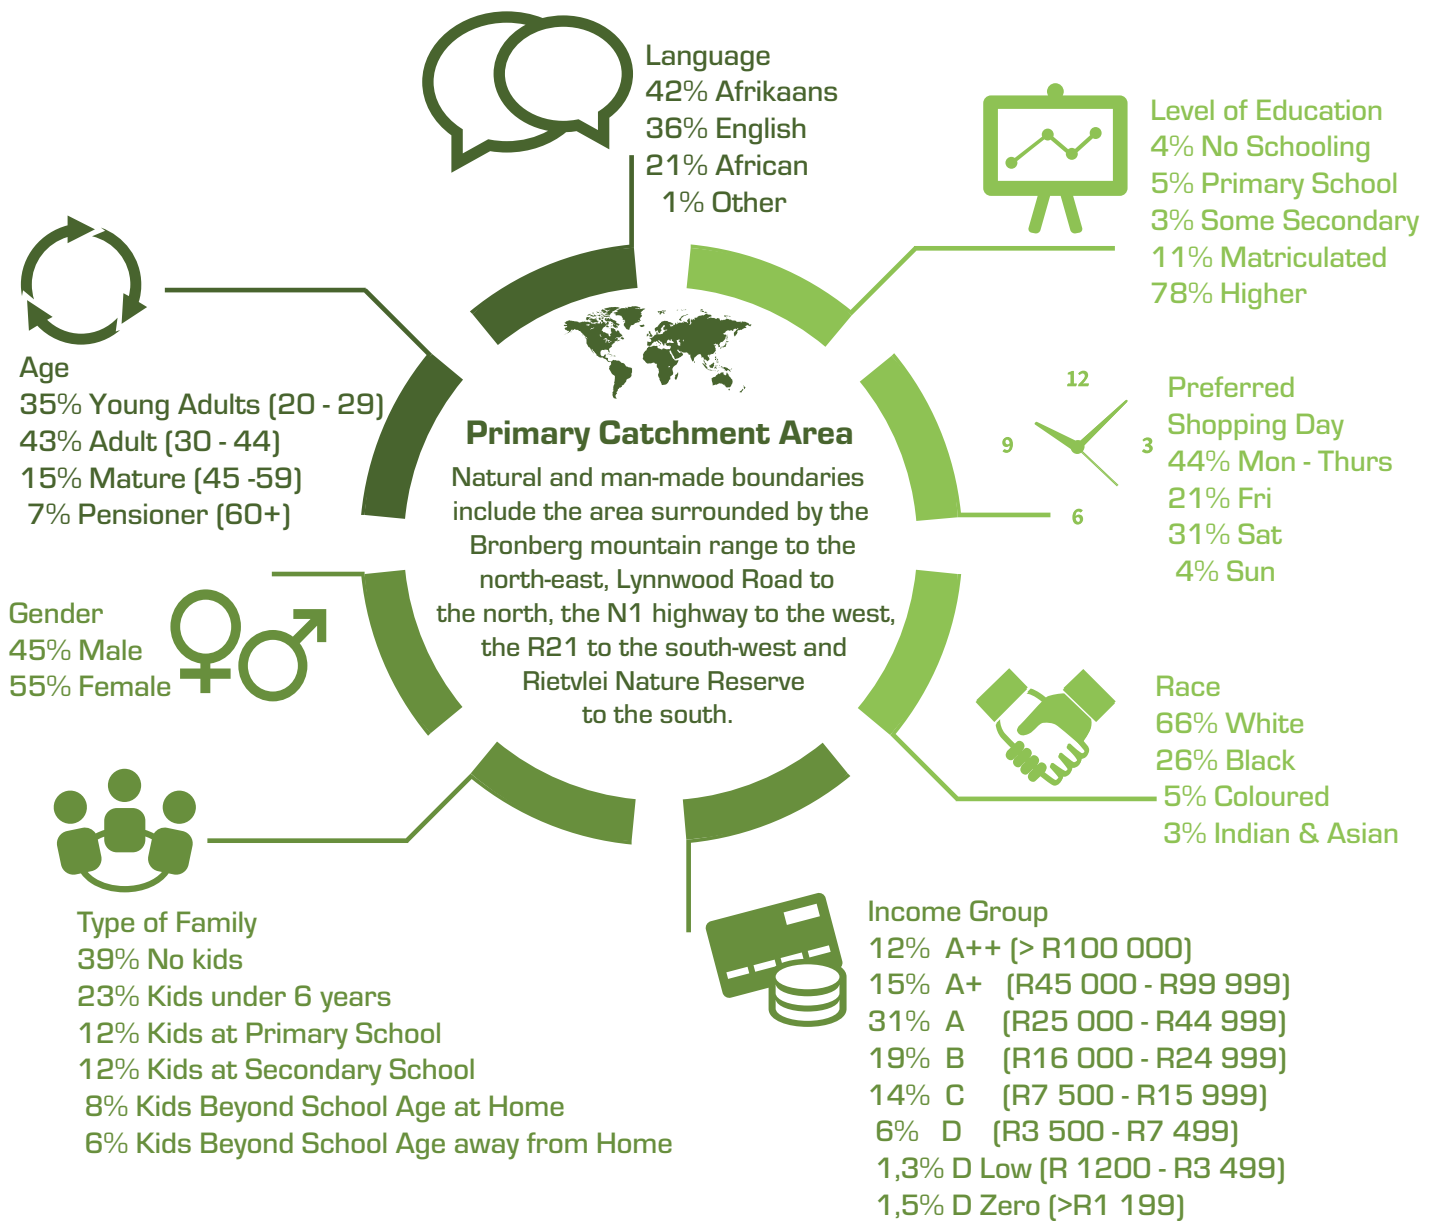 Language
42% Afrikaans
36% English
21% African
1% Other
Level of Education
4% No Schooling
5% Primary School
3% Some Secondary
11% Matriculated
78% Higher
Age
35% Young Adults (20 - 29)
43% Adult (30 - 44)
15% Mature (45 -59)
7% Pensioner (60+)
Primary Catchment Area
Natural and man-made boundaries
include the area surrounded by the
Bronberg mountain range to the
north-east, Lynnwood Road to
the north, the N1 highway to the west,
the R21 to the south-west and
Rietvlei Nature Reserve
to the south.
12
9
3
6
Preferred
Shopping Day
44% Mon - Thurs
21% Fri
31% Sat
4% Sun
Gender
45% Male
55% Female
Race
66% White
26% Black
5% Coloured
3% Indian & Asian
Type of Family
39% No kids
23% Kids under 6 years
12% Kids at Primary School
12% Kids at Secondary School
8% Kids Beyond School Age at Home
6% Kids Beyond School Age away from Home
Income Group
12% A++ (> R100 000)
15% A+ (R45 000 - R99 999)
31% A (R25 000 - R44 999)
19% B (R16 000 - R24 999)
14% C (R7 500 - R15 999)
6% D (R3 500 - R7 499)
1,3% D Low (R 1200 - R3 499)
1,5% D Zero (>R1 199)